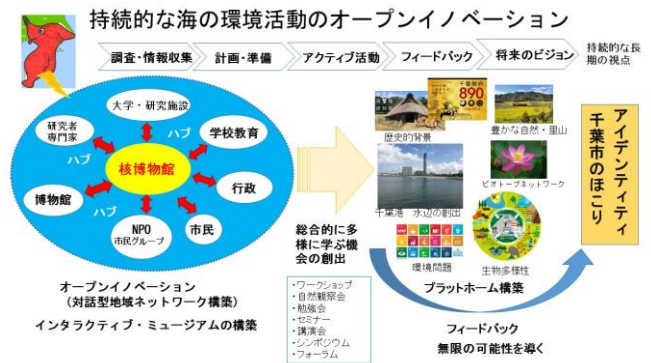 持続的な海の環境活動のオープンイノベーション
調査・情報収集
計画・準備
アクティブ活動
フィードバック
将来のビジョン
持続的な長
期の視点
大学・研究施設
研究者
専門家
学校教育
ハブ
ハブ
核博物館
行政
博物館
ハブ
NPO
市民グループ
市民
オープンイノベーション
(対話型地域ネットワーク構築)
インタラクティブ・ミュージアムの構築
総合的に多
様に学ぶ機
会の創出
・ワークショップ
・自然観察会
・勉強会
・セミナー
・講演会
・シンポジウム
・フォーラム
890
歴史的背景
豊かな自然・里山
ビオトープネットワーク
千葉港 水辺の創出
環境問題
生物多様性
プラットホーム構築
フィードバック
無限の可能性を導く
アイデンティティ
千葉市のほこり